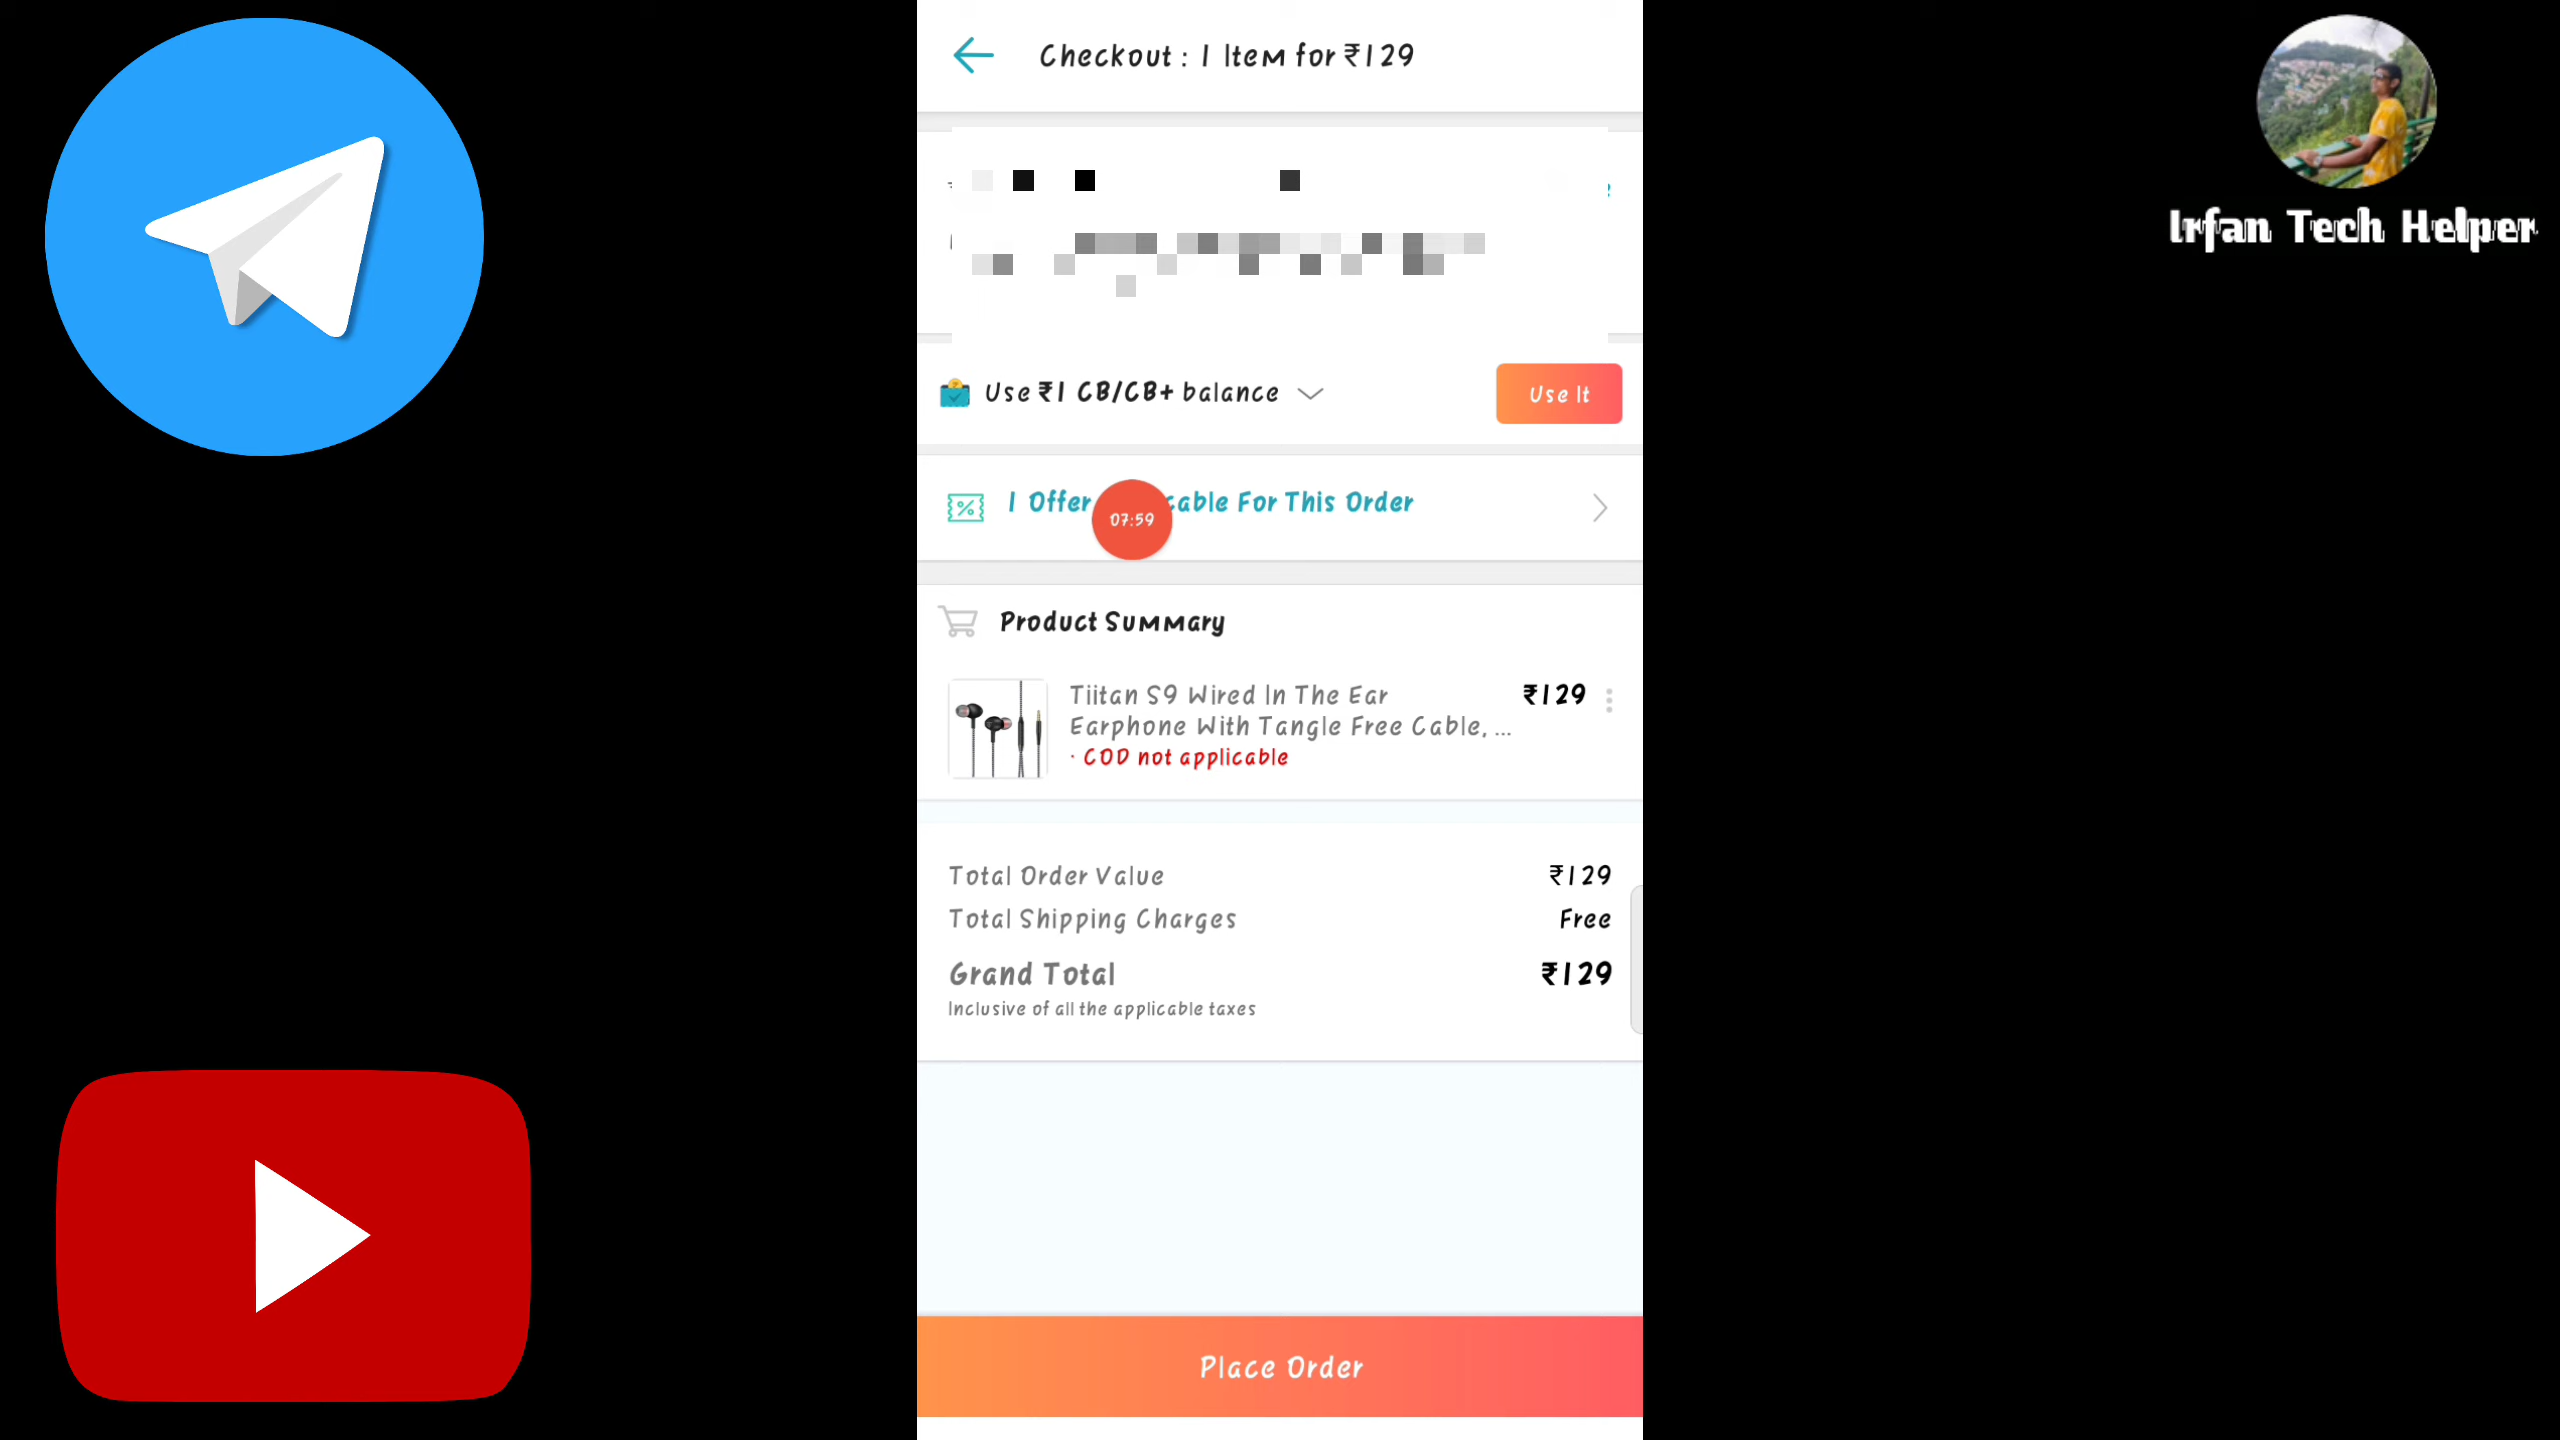 Checkout : 1 Item for ₹129
Irfan Tech Helper
Use ₹1 CB/CB+ balance
Use It
1 Offer cable For This Order
07:59
Product Summary
Tiitan S9 Wired In The Ear
₹129
Earphone With Tangle Free Cable, ...
· COD not applicable
Total Order Value
₹129
Total Shipping Charges
Free
Grand Total
₹129
Inclusive of all the applicable taxes
Place Order